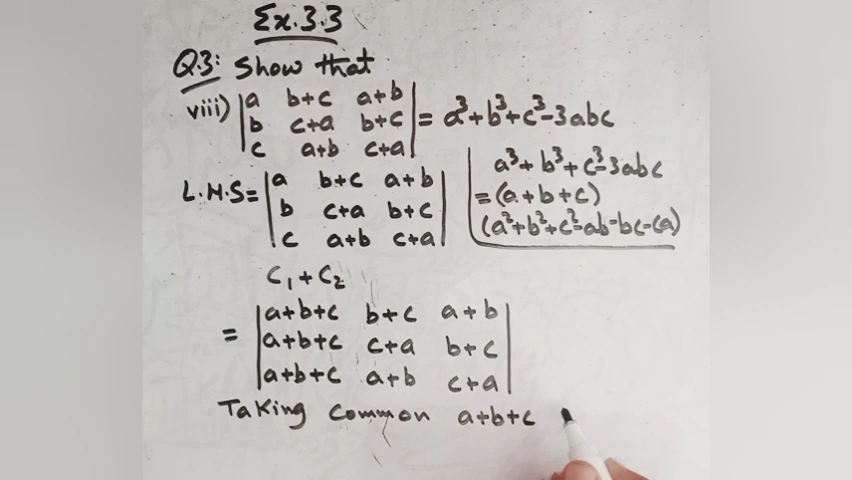 Ex.3.3
Q.3: Show that
viii) |a b+c a+b|
|b c+a b+c| = a³+b³+c³-3abc
|c a+b c+a|
L.H.S= |a b+c a+b|
|b c+a b+c|
|c a+b c+a|
a³+b³+c³-3abc
=(a+b+c)
(a²+b²+c²-ab-bc-ca)
C₁+C₂
= |a+b+c b+c a+b|
|a+b+c c+a b+c|
|a+b+c a+b c+a|
Taking common a+b+c